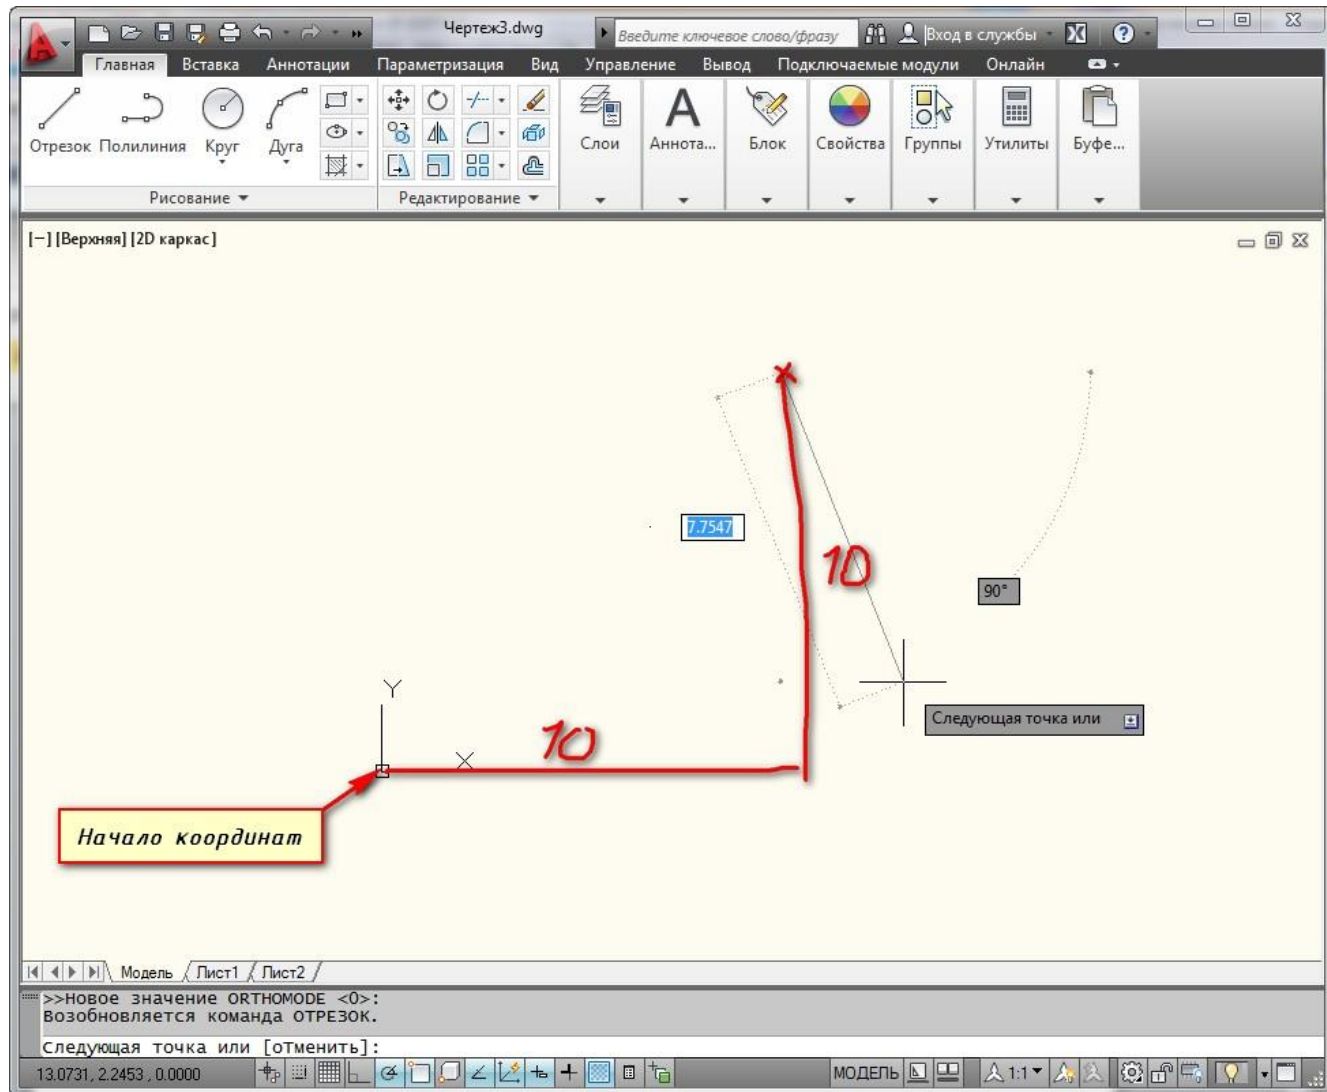 Чертеж3.dwg
Введите ключевое слово/фразу
Вход в службы
Главная Вставка Аннотации Параметризация Вид Управление Вывод Подключаемые модули Онлайн
Отрезок Полилиния Круг Дуга Слои Аннота... Блок Свойства Группы Утилиты Буфе...
Рисование Редактирование
[−] [Верхняя] [2D каркас]
7.7547
10
90°
Y
Следующая точка или
10
X
Начало координат
Модель Лист1 Лист2
>>Новое значение ORTHOMODE <0>:
Возобновляется команда ОТРЕЗОК.
Следующая точка или [оТменить]:
13.0731, 2.2453 , 0.0000 МОДЕЛЬ 1:1